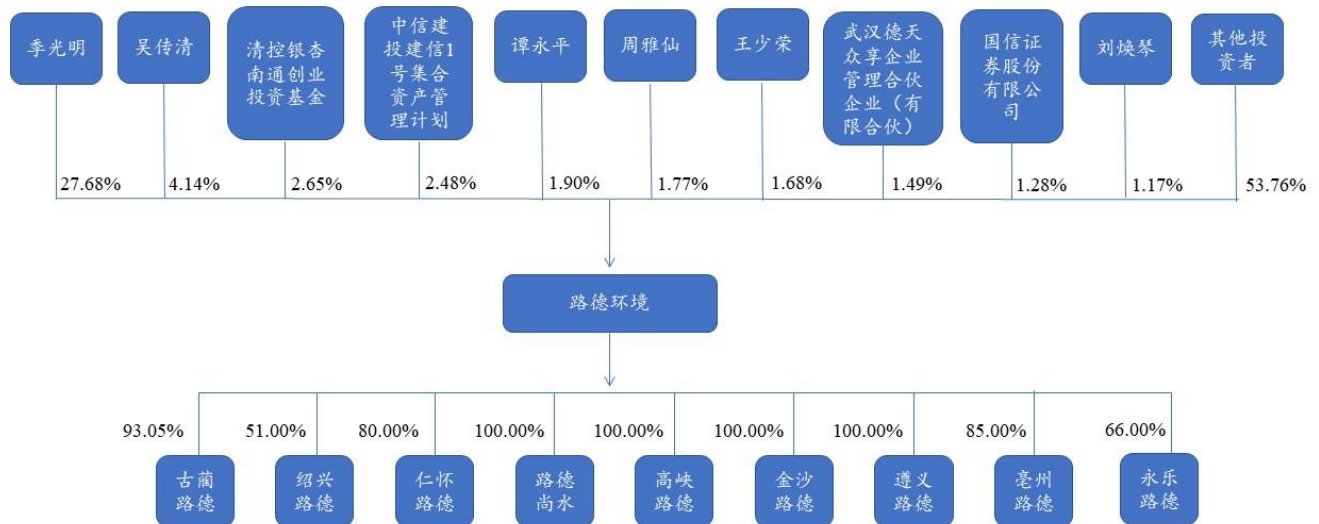 季光明
吴传清
清控银杏
南通创业
投资基金
中信建
投建信1
号集合
资产管
理计划
谭永平
周雅仙
王少荣
武汉德天
众享企业
管理合伙
企业（有
限合伙）
国信证
券股份
有限公
司
刘焕琴
其他投
资者
27.68%
4.14%
2.65%
2.48%
1.90%
1.77%
1.68%
1.49%
1.28%
1.17%
53.76%
路德环境
93.05%
51.00%
80.00%
100.00%
100.00%
100.00%
100.00%
85.00%
66.00%
古蔺
路德
绍兴
路德
仁怀
路德
路德
尚水
高峡
路德
金沙
路德
遵义
路德
亳州
路德
永乐
路德